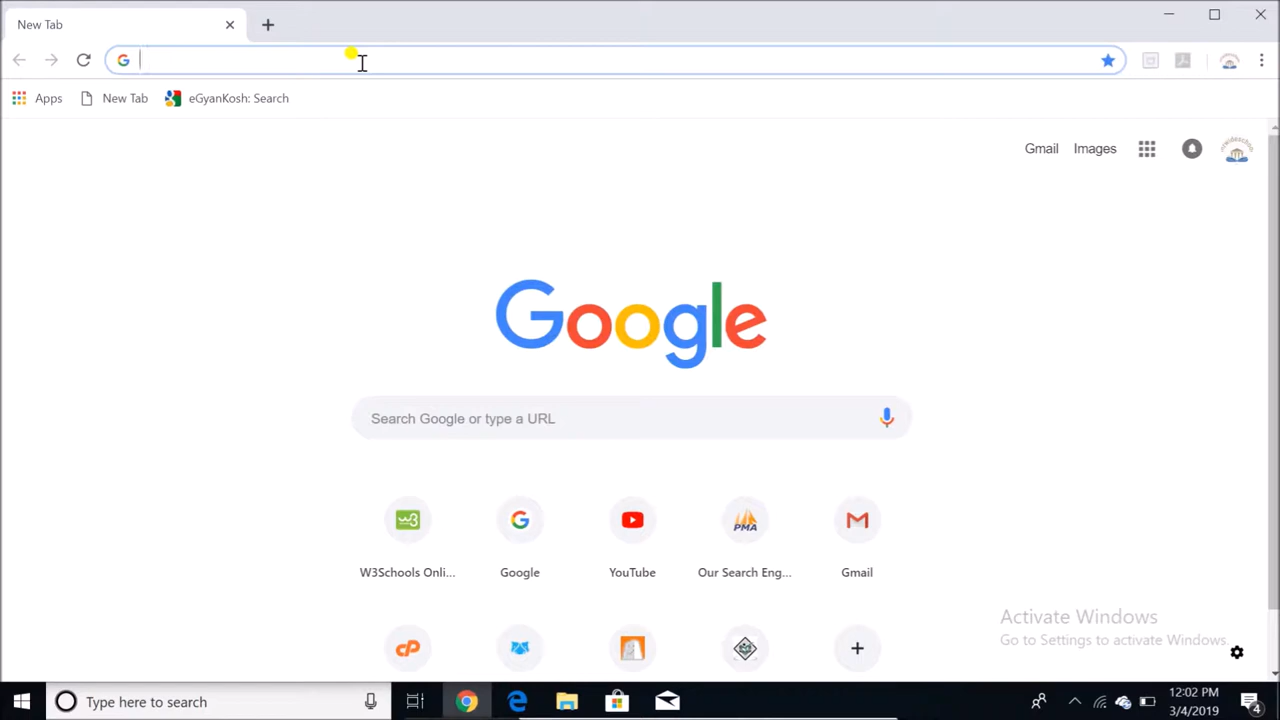 New Tab
Apps New Tab eGyanKosh: Search
Gmail Images
Google
Search Google or type a URL
W3Schools Onli... Google YouTube Our Search Eng... Gmail
Activate Windows
Go to Settings to activate Windows.
Type here to search
12:02 PM
3/4/2019
4